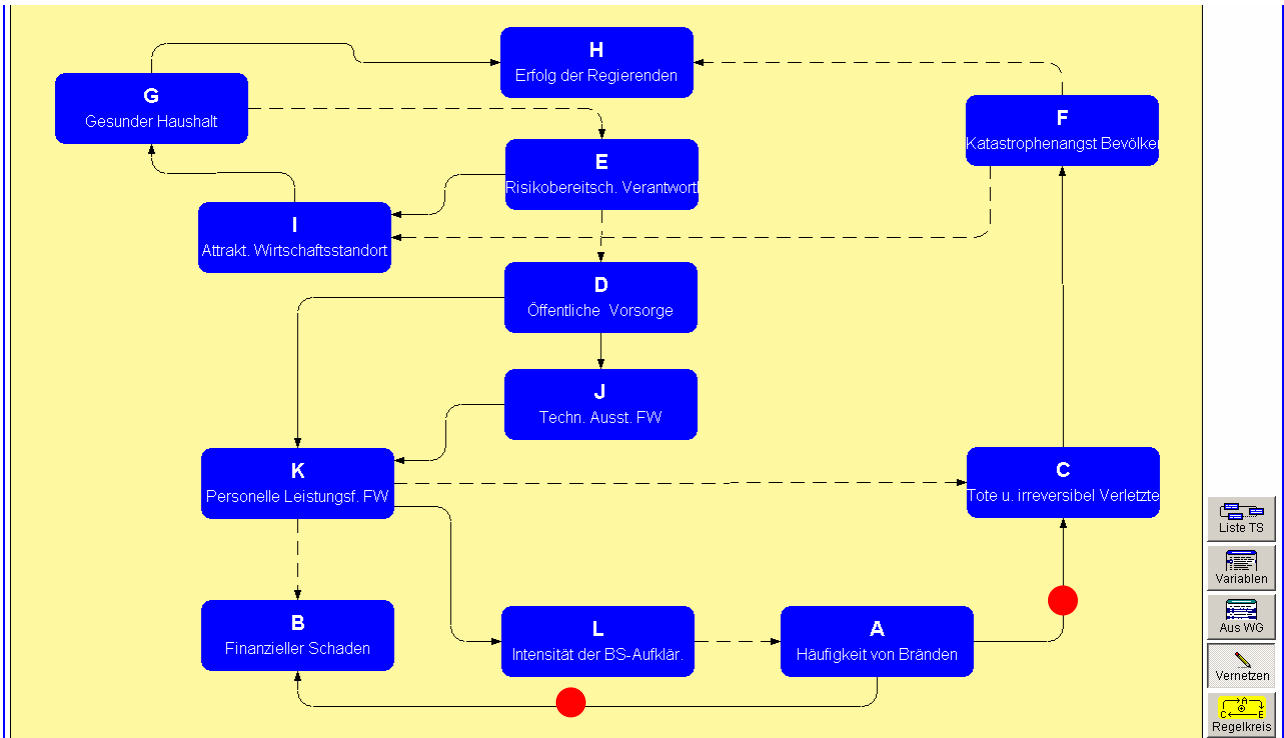 H
Erfolg der Regierenden
G
Gesunder Haushalt
F
Katastrophenangst Bevölker
E
Risikobereitsch. Verantwortl
I
Attrakt. Wirtschaftsstandort
D
Öffentliche Vorsorge
J
Techn. Ausst. FW
K
Personelle Leistungsf. FW
C
Tote u. irreversibel Verletzte
B
Finanzieller Schaden
L
Intensität der BS-Aufklär.
A
Häufigkeit von Bränden
Liste TS
Variablen
Aus WG
Vernetzen
A
C E
Regelkreis